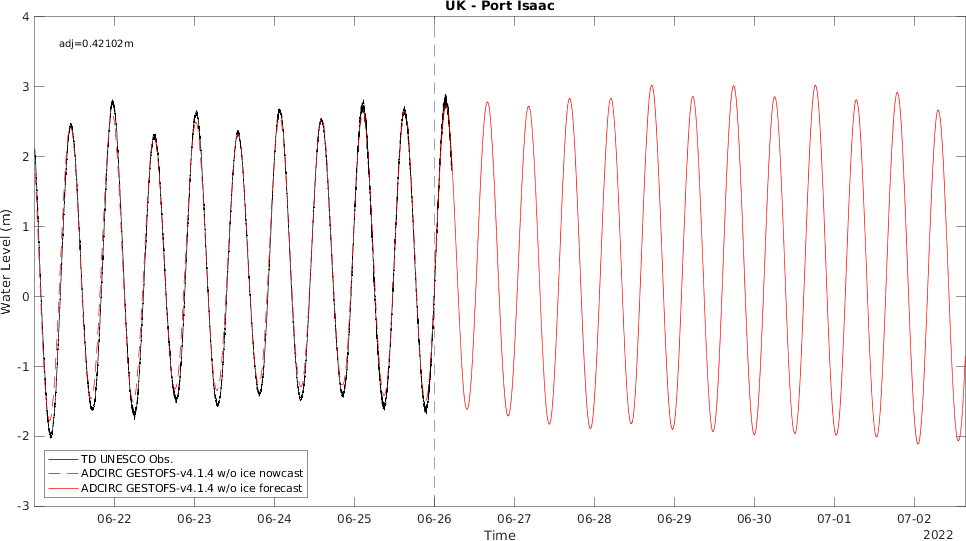 UK - Port Isaac
adj=0.42102m
4
3
2
1
0
-1
-2
-3
Water Level (m)
TD UNESCO Obs.
ADCIRC GESTOFS-v4.1.4 w/o ice nowcast
ADCIRC GESTOFS-v4.1.4 w/o ice forecast
06-22 06-23 06-24 06-25 06-26 06-27 06-28 06-29 06-30 07-01 07-02
Time
2022